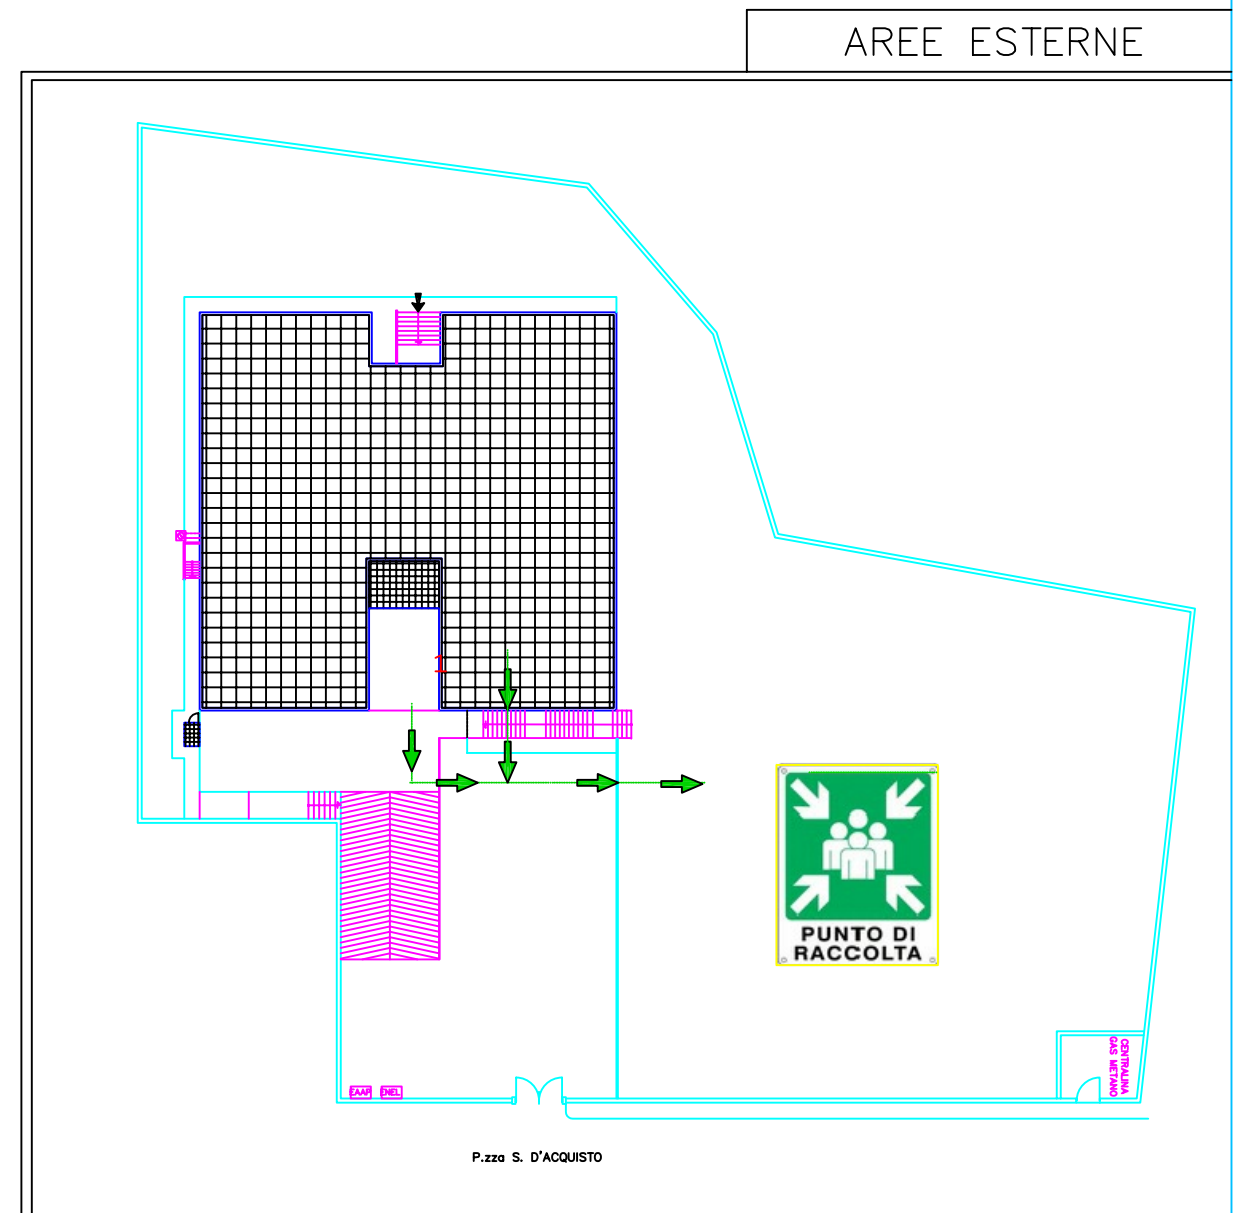 AREE ESTERNE
1
PUNTO DI
RACCOLTA
CENTRALINA
GAS METANO
EAAP ENEL
P.zza S. D'ACQUISTO